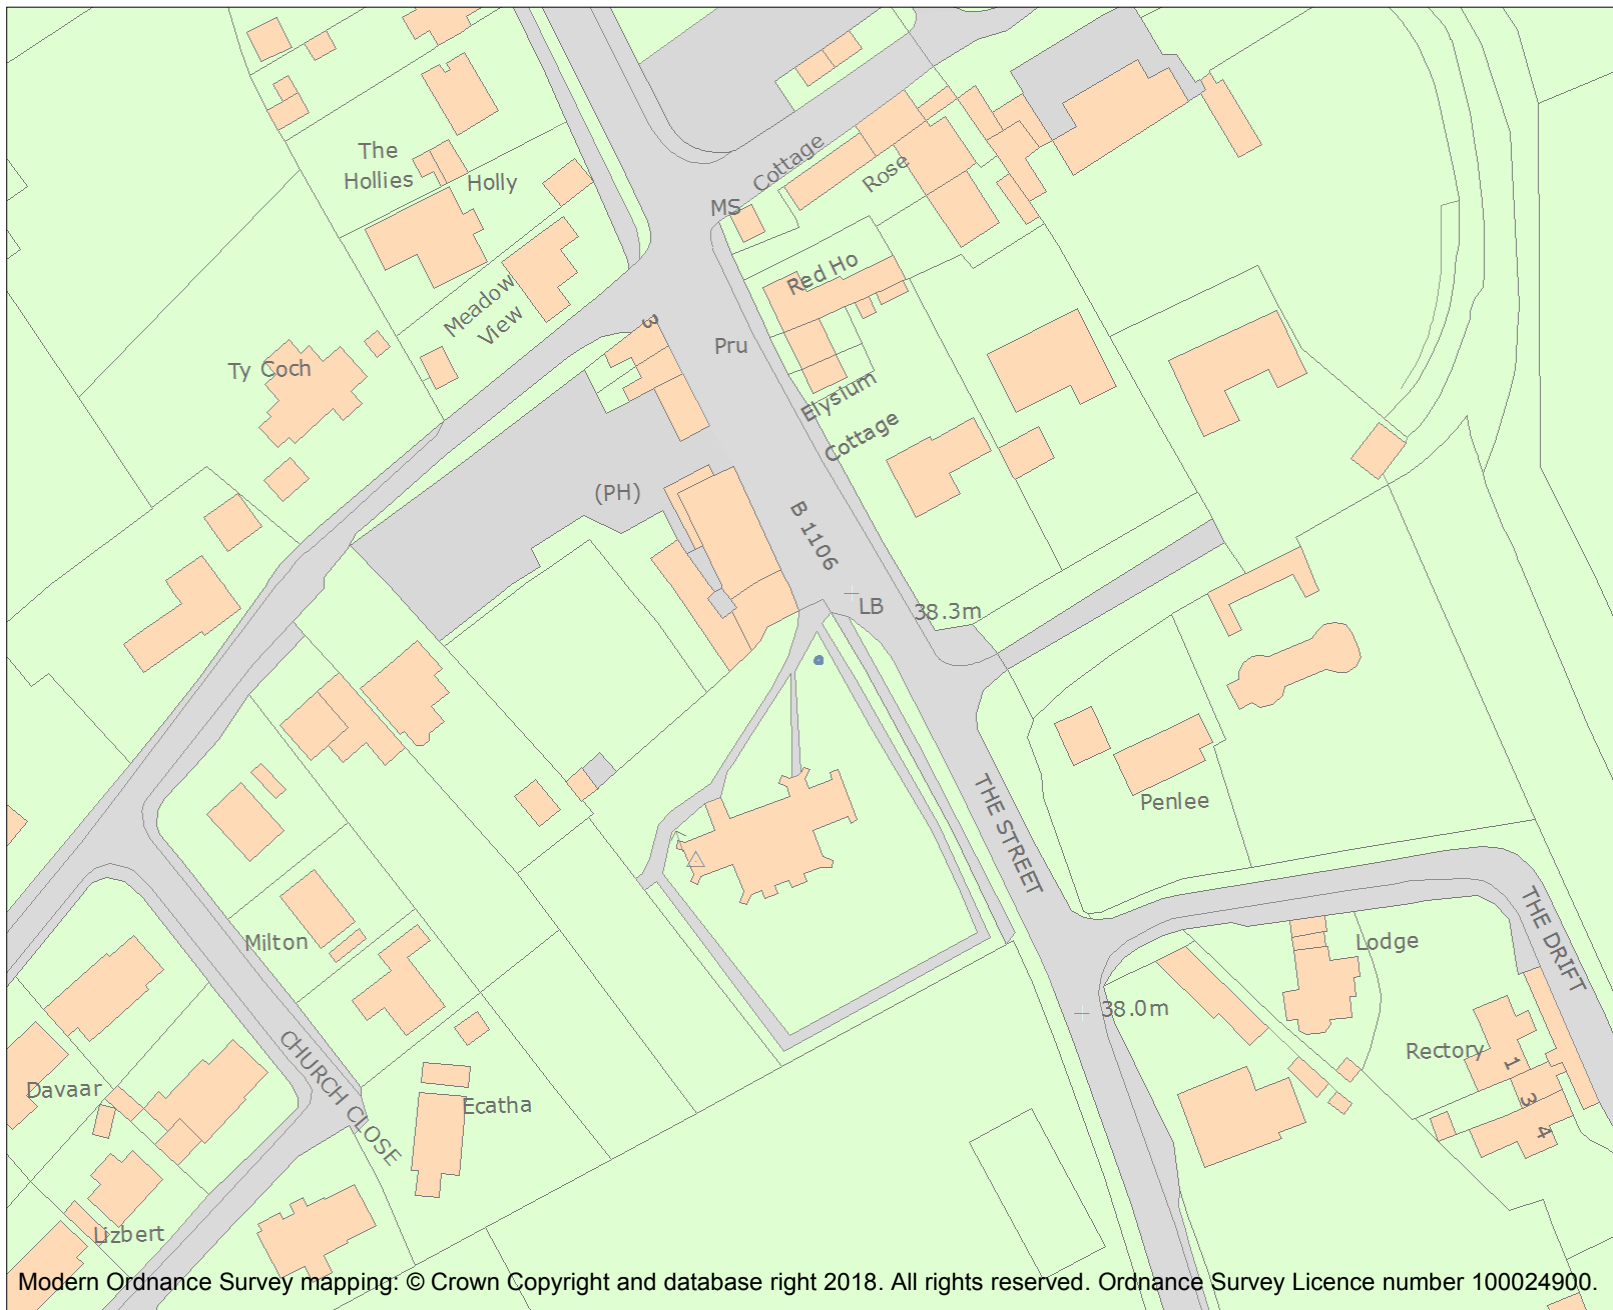 The
Hollies
Holly
Cottage
Rose
MS
Red Ho
Meadow
View
3
Pru
Ty Coch
Elysium
Cottage
(PH)
B 1106
LB
38.3m
THE STREET
Penlee
Milton
Lodge
THE DRIFT
38.0m
Rectory
1
3
4
CHURCH CLOSE
Davaar
Ecatha
Lizbert
Modern Ordnance Survey mapping: © Crown Copyright and database right 2018. All rights reserved. Ordnance Survey Licence number 100024900.